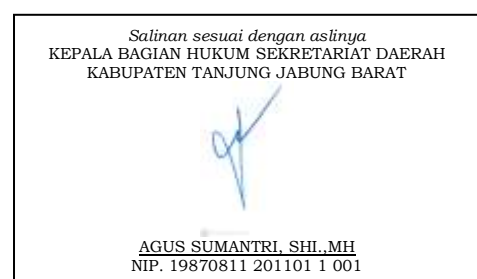 Salinan sesuai dengan aslinya
KEPALA BAGIAN HUKUM SEKRETARIAT DAERAH
KABUPATEN TANJUNG JABUNG BARAT
AGUS SUMANTRI, SHI.,MH
NIP. 19870811 201101 1 001